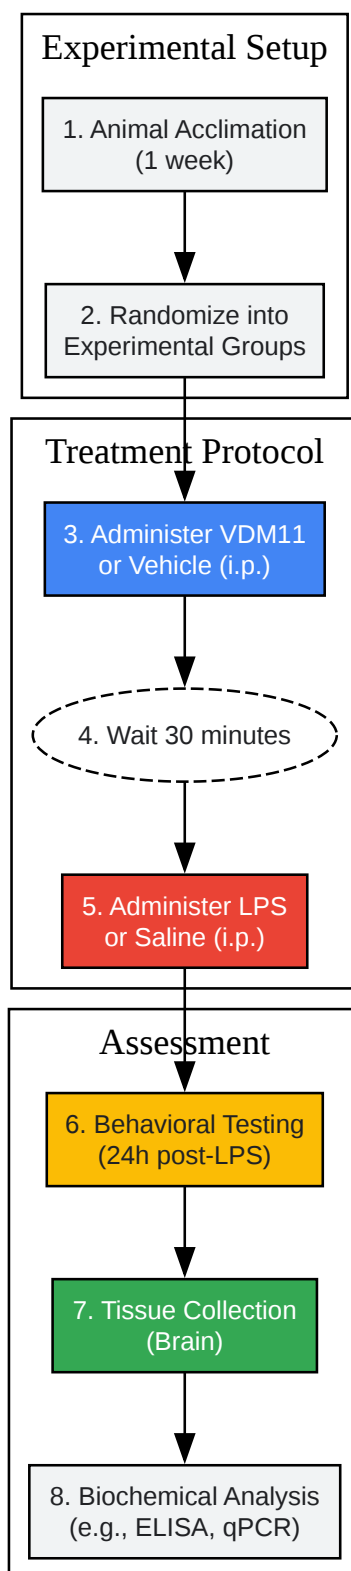 Experimental Setup
1. Animal Acclimation
(1 week)
2. Randomize into
Experimental Groups
Treatment Protocol
3. Administer VDM11
or Vehicle (i.p.)
4. Wait 30 minutes
5. Administer LPS
or Saline (i.p.)
Assessment
6. Behavioral Testing
(24h post-LPS)
7. Tissue Collection
(Brain)
8. Biochemical Analysis
(e.g., ELISA, qPCR)